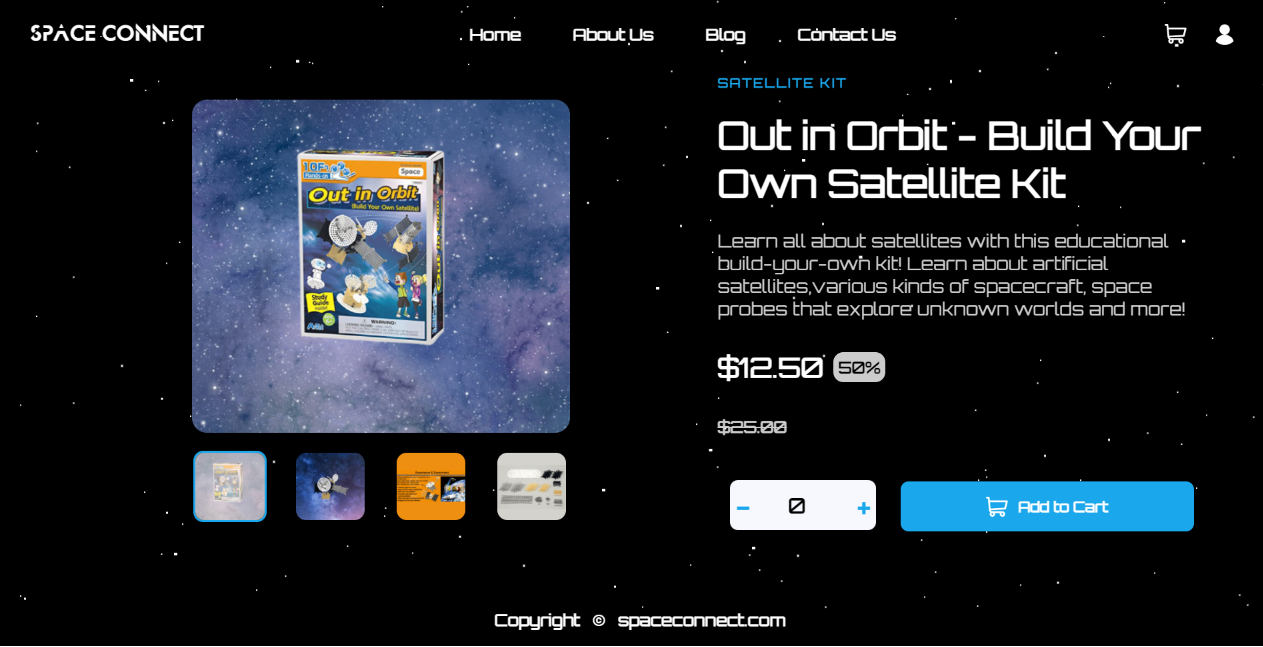 SPACE CONNECT
Home
About Us
Blog
Contact Us
SATELLITE KIT
Out in Orbit - Build Your
Own Satellite Kit
Learn all about satellites with this educational
build-your-own kit! Learn about artificial
satellites,various kinds of spacecraft, space
probes that explore unknown worlds and more!
$12.50 50%
$25.00
- 0 +
Add to Cart
Space
Hands-on
Out in Orbit
(Build Your Own Satellite)
Study
Guide
WARNING!
Copyright © spaceconnect.com